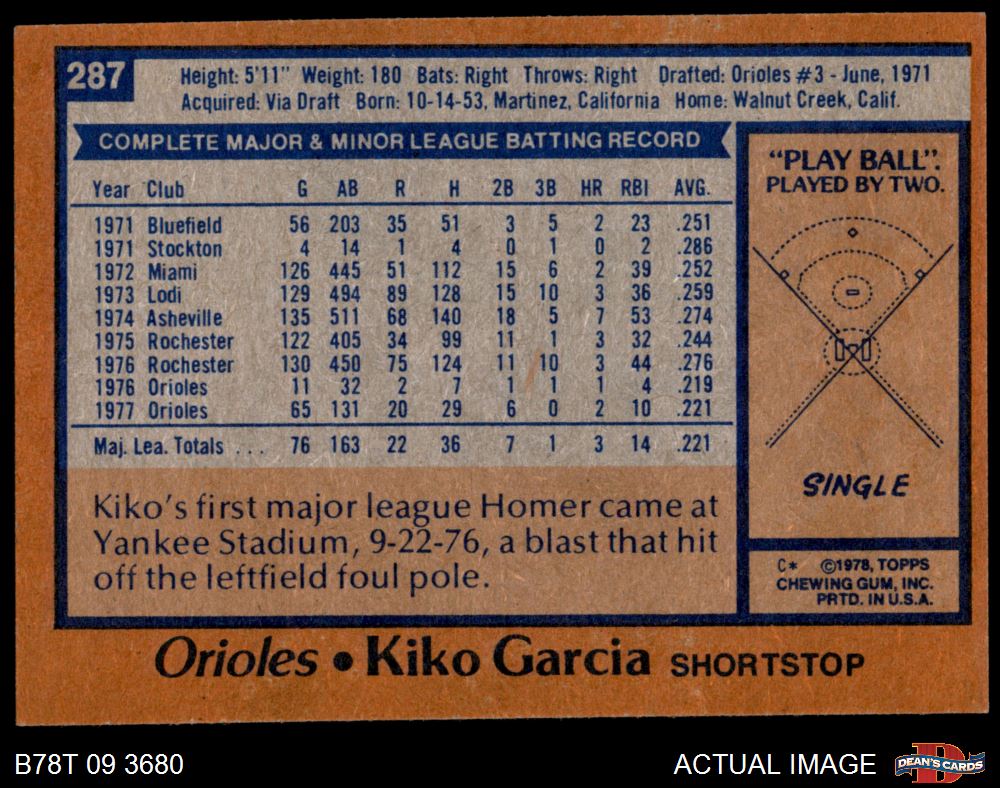 287
Height: 5'11" Weight: 180 Bats: Right Throws: Right Drafted: Orioles #3 - June, 1971
Acquired: Via Draft Born: 10-14-53, Martinez, California Home: Walnut Creek, Calif.
COMPLETE MAJOR & MINOR LEAGUE BATTING RECORD
Year Club G AB R H 2B 3B HR RBI AVG.
1971 Bluefield 56 203 35 51 3 5 2 23 .251
1971 Stockton 4 14 1 4 0 1 0 2 .286
1972 Miami 126 445 51 112 15 6 2 39 .252
1973 Lodi 129 494 89 128 15 10 3 36 .259
1974 Asheville 135 511 68 140 18 5 7 53 .274
1975 Rochester 122 405 34 99 11 1 3 32 .244
1976 Rochester 130 450 75 124 11 10 3 44 .276
1976 Orioles 11 32 2 7 1 1 1 4 .219
1977 Orioles 65 131 20 29 6 0 2 10 .221
Maj. Lea. Totals ... 76 163 22 36 7 1 3 14 .221
Kiko's first major league Homer came at
Yankee Stadium, 9-22-76, a blast that hit
off the leftfield foul pole.
"PLAY BALL":
PLAYED BY TWO.
SINGLE
C* ©1978, TOPPS
CHEWING GUM, INC.
PRTD. IN U.S.A.
Orioles • Kiko Garcia SHORTSTOP
B78T 09 3680
ACTUAL IMAGE
D
DEAN'S CARDS